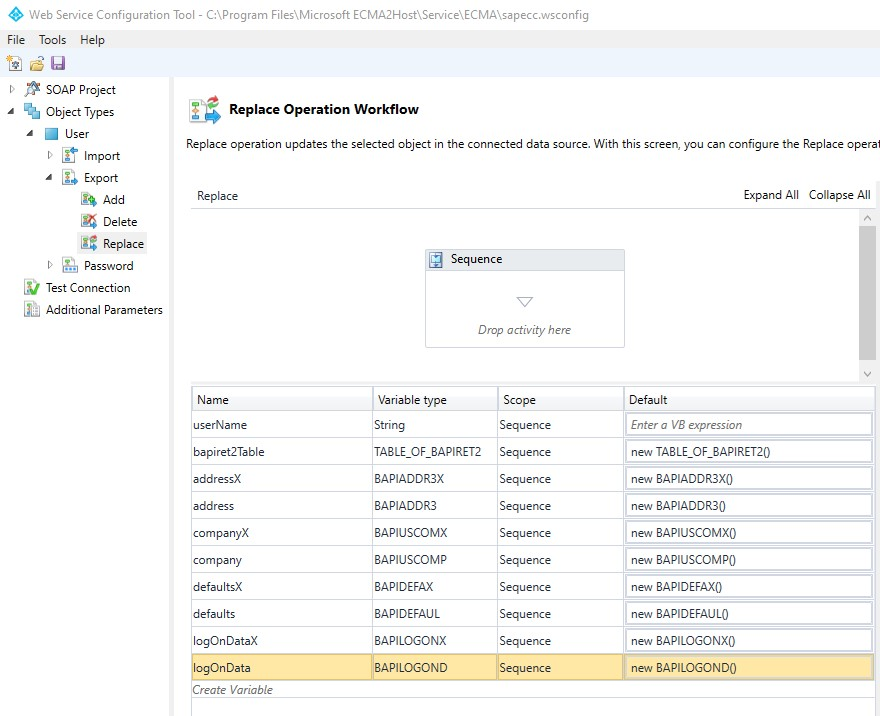 Web Service Configuration Tool - C:\Program Files\Microsoft ECMA2Host\Service\ECMA\sapecc.wsconfig
File Tools Help
SOAP Project
Object Types
User
Import
Export
Add
Delete
Replace
Password
Test Connection
Additional Parameters
Replace Operation Workflow
Replace operation updates the selected object in the connected data source. With this screen, you can configure the Replace operat
Replace Expand All Collapse All
Sequence
Drop activity here
Name Variable type Scope Default
userName String Sequence Enter a VB expression
bapiret2Table TABLE_OF_BAPIRET2 Sequence new TABLE_OF_BAPIRET2()
addressX BAPIADDR3X Sequence new BAPIADDR3X()
address BAPIADDR3 Sequence new BAPIADDR3()
companyX BAPIUSCOMX Sequence new BAPIUSCOMX()
company BAPIUSCOMP Sequence new BAPIUSCOMP()
defaultsX BAPIDEFAX Sequence new BAPIDEFAX()
defaults BAPIDEFAUL Sequence new BAPIDEFAUL()
logOnDataX BAPILOGONX Sequence new BAPILOGONX()
logOnData BAPILOGOND Sequence new BAPILOGOND()
Create Variable